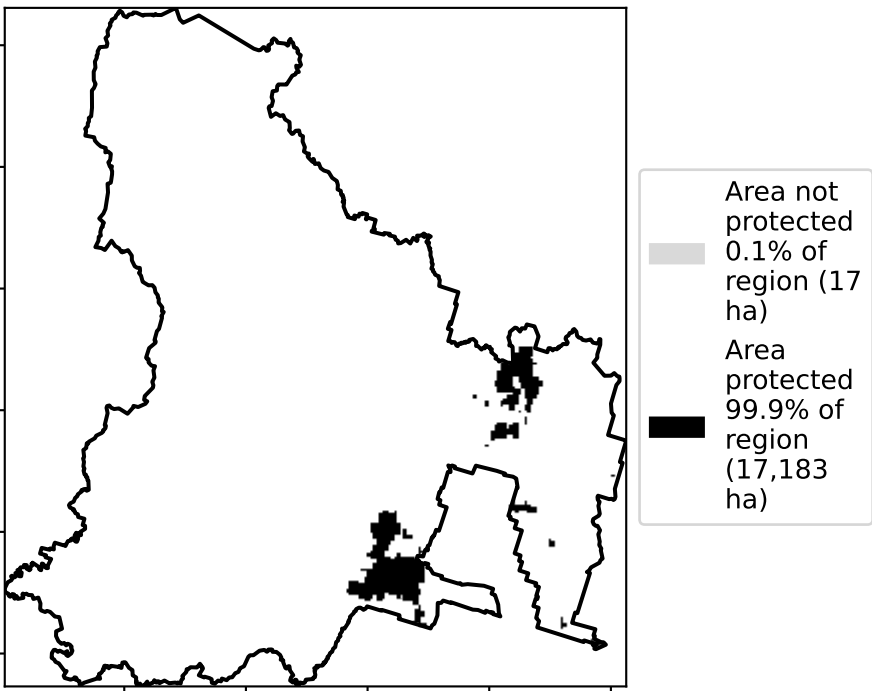 Area not
protected
0.1% of
region (17
ha)
Area
protected
99.9% of
region
(17,183
ha)